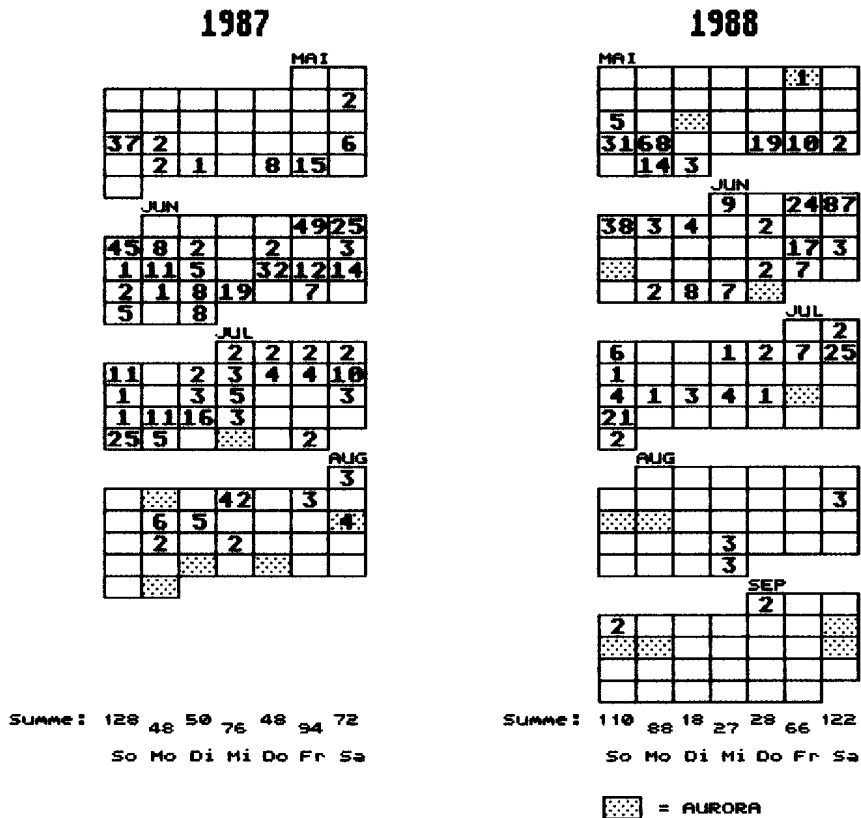 1987
MAI
2
37 2 6
2 1 8 15
JUN
49 25
45 8 2 2 3
1 11 5 32 12 14
2 1 8 19 7
5 8
JUL
2 2 2 2
11 2 3 4 4 10
1 3 5 3
1 11 16 3
25 5 2
AUG
3
42 3
6 5 4
2 2
Summe: 128 48 50 76 48 94 72
So Mo Di Mi Do Fr Sa
1988
MAI
1
5
31 68 19 10 2
14 3
JUN
9 24 87
38 3 4 2
17 3
2 7
2 8 7
JUL
2
6 1 2 7 25
1
4 1 3 4 1
21
2
AUG
3
3
3
SEP
2
2
Summe: 110 88 18 27 28 66 122
So Mo Di Mi Do Fr Sa
= AURORA